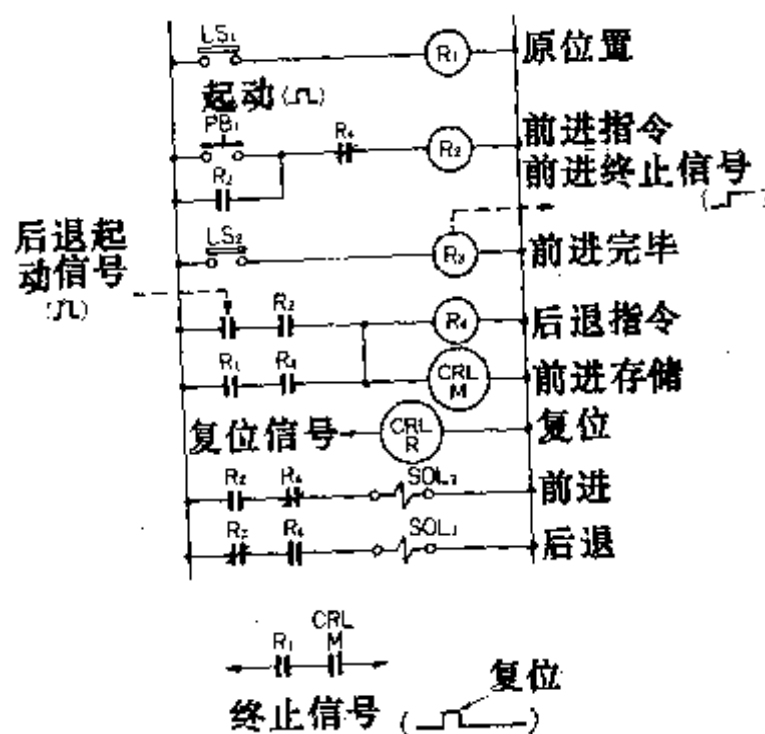 LS₁ R₁ 原位置
起动
PB₁ R₄ R₂ 前进指令
R₂ 前进终止信号
LS₂ R₃ 前进完毕
后退起
动信号
R₂ R₄ 后退指令
R₁ R₄ CRL M 前进存储
复位信号 CRL R 复位
R₂ R₄ 前进
R₄ SOL₁ 后退
R₁ CRL M
终止信号 复位